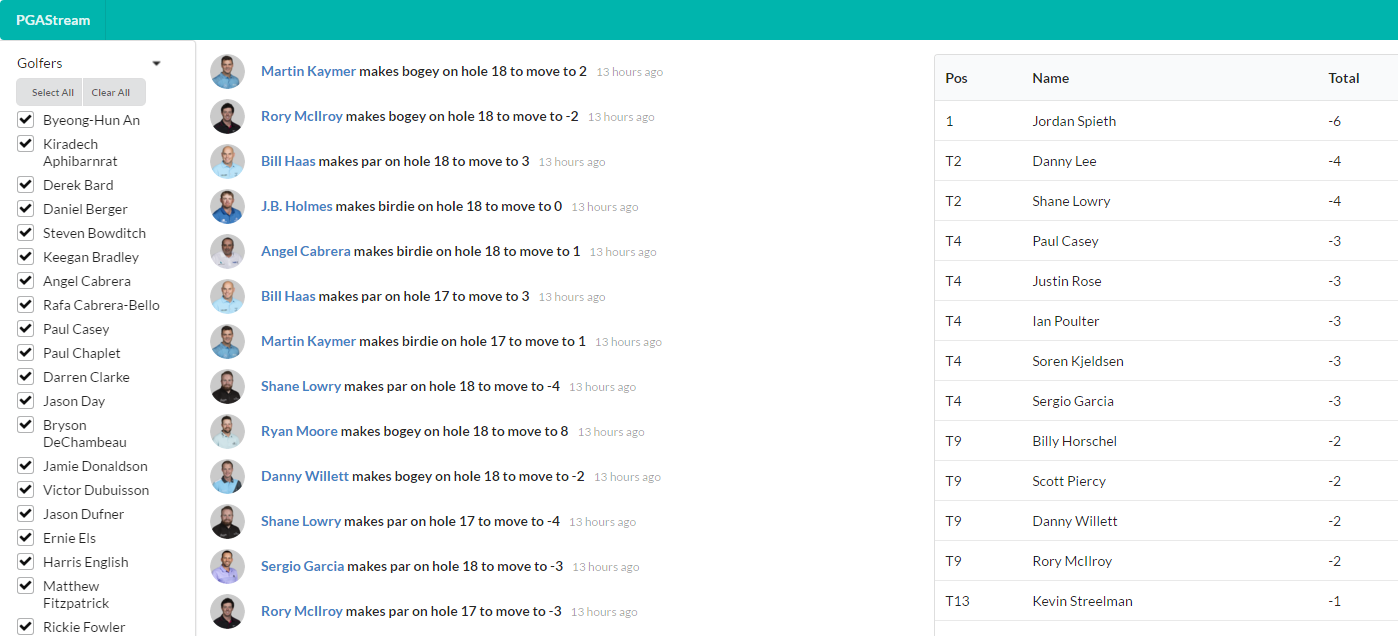 PGAStream
Golfers
Select All
Clear All
Byeong-Hun An
Kiradech
Aphibarnrat
Derek Bard
Daniel Berger
Steven Bowditch
Keegan Bradley
Angel Cabrera
Rafa Cabrera-Bello
Paul Casey
Paul Chaplet
Darren Clarke
Jason Day
Bryson
DeChambeau
Jamie Donaldson
Victor Dubuisson
Jason Dufner
Ernie Els
Harris English
Matthew
Fitzpatrick
Rickie Fowler
Martin Kaymer makes bogey on hole 18 to move to 2 13 hours ago
Rory McIlroy makes bogey on hole 18 to move to -2 13 hours ago
Bill Haas makes par on hole 18 to move to 3 13 hours ago
J.B. Holmes makes birdie on hole 18 to move to 0 13 hours ago
Angel Cabrera makes birdie on hole 18 to move to 1 13 hours ago
Bill Haas makes par on hole 17 to move to 3 13 hours ago
Martin Kaymer makes birdie on hole 17 to move to 1 13 hours ago
Shane Lowry makes par on hole 18 to move to -4 13 hours ago
Ryan Moore makes bogey on hole 18 to move to 8 13 hours ago
Danny Willett makes bogey on hole 18 to move to -2 13 hours ago
Shane Lowry makes par on hole 17 to move to -4 13 hours ago
Sergio Garcia makes par on hole 18 to move to -3 13 hours ago
Rory McIlroy makes par on hole 17 to move to -3 13 hours ago
Pos Name Total
1 Jordan Spieth -6
T2 Danny Lee -4
T2 Shane Lowry -4
T4 Paul Casey -3
T4 Justin Rose -3
T4 Ian Poulter -3
T4 Soren Kjeldsen -3
T4 Sergio Garcia -3
T9 Billy Horschel -2
T9 Scott Piercy -2
T9 Danny Willett -2
T9 Rory McIlroy -2
T13 Kevin Streelman -1